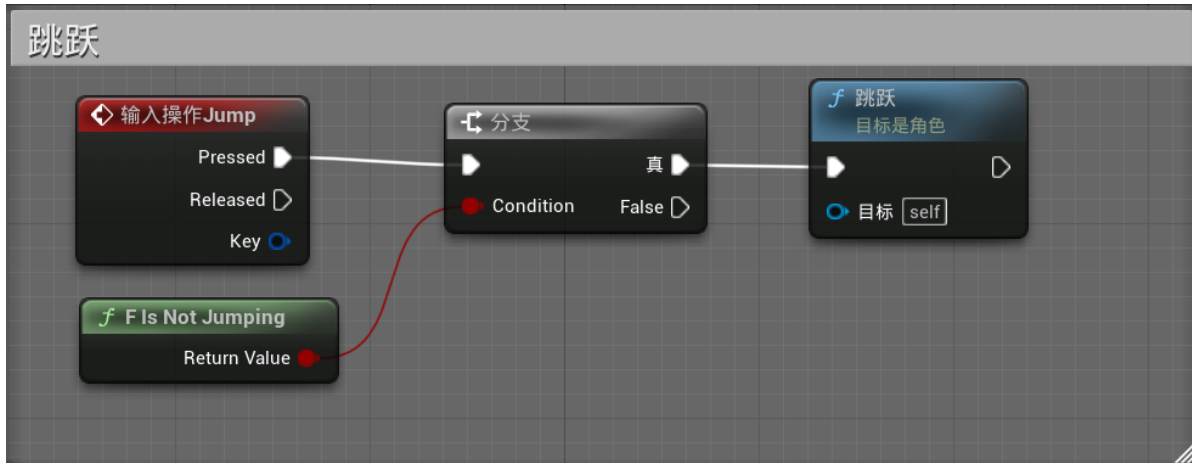 跳跃
输入操作Jump
Pressed
Released
Key
分支
真
Condition
False
f 跳跃
目标是角色
目标 self
f F Is Not Jumping
Return Value